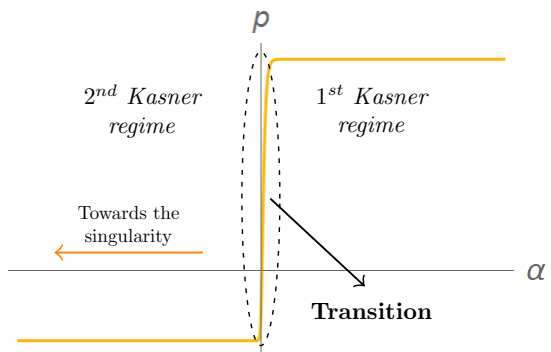 p
2nd Kasner
regime
1st Kasner
regime
Towards the
singularity
α
Transition